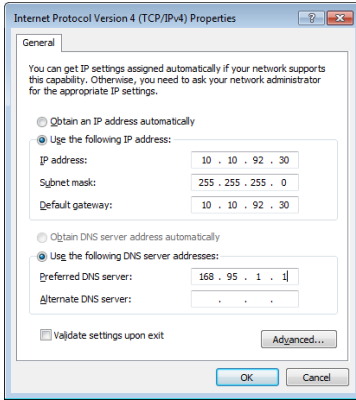 Internet Protocol Version 4 (TCP/IPv4) Properties
General
You can get IP settings assigned automatically if your network supports
this capability. Otherwise, you need to ask your network administrator
for the appropriate IP settings.
Obtain an IP address automatically
Use the following IP address:
IP address: 10 . 10 . 92 . 30
Subnet mask: 255 . 255 . 255 . 0
Default gateway: 10 . 10 . 92 . 30
Obtain DNS server address automatically
Use the following DNS server addresses:
Preferred DNS server: 168 . 95 . 1 . 1
Alternate DNS server: . . .
Validate settings upon exit
Advanced...
OK Cancel